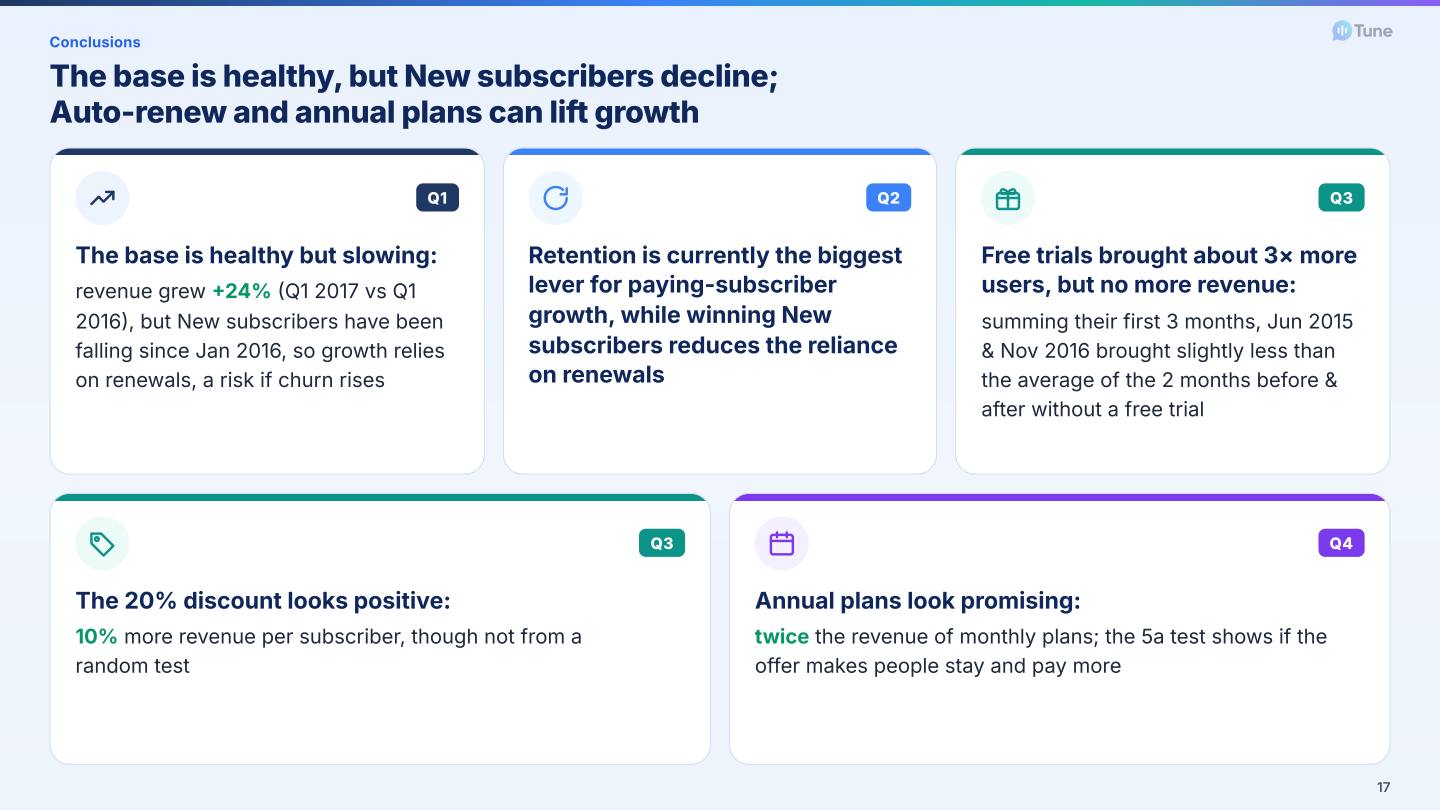 Conclusions
Tune
The base is healthy, but New subscribers decline;
Auto-renew and annual plans can lift growth
Q1
The base is healthy but slowing:
revenue grew +24% (Q1 2017 vs Q1
2016), but New subscribers have been
falling since Jan 2016, so growth relies
on renewals, a risk if churn rises
Q2
Retention is currently the biggest
lever for paying-subscriber
growth, while winning New
subscribers reduces the reliance
on renewals
Q3
Free trials brought about 3× more
users, but no more revenue:
summing their first 3 months, Jun 2015
& Nov 2016 brought slightly less than
the average of the 2 months before &
after without a free trial
Q3
The 20% discount looks positive:
10% more revenue per subscriber, though not from a
random test
Q4
Annual plans look promising:
twice the revenue of monthly plans; the 5a test shows if the
offer makes people stay and pay more
17